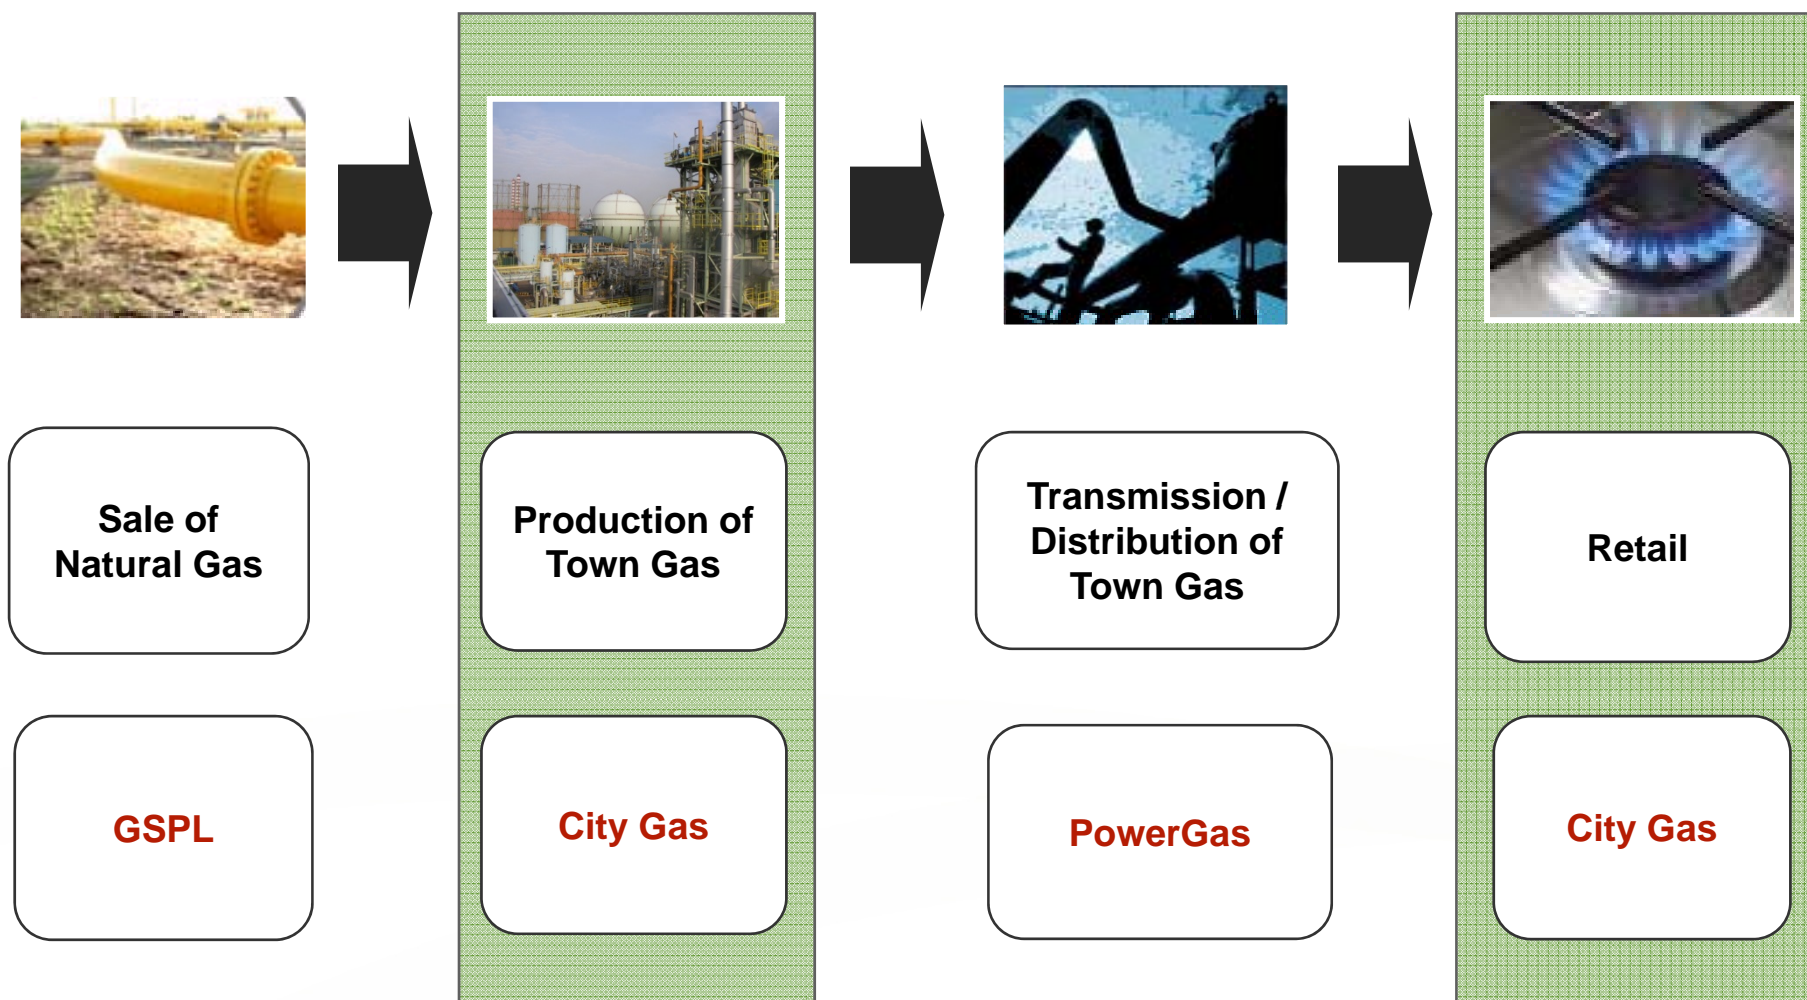 Sale of
Natural Gas
Production of
Town Gas
Transmission /
Distribution of
Town Gas
Retail
GSPL
City Gas
PowerGas
City Gas